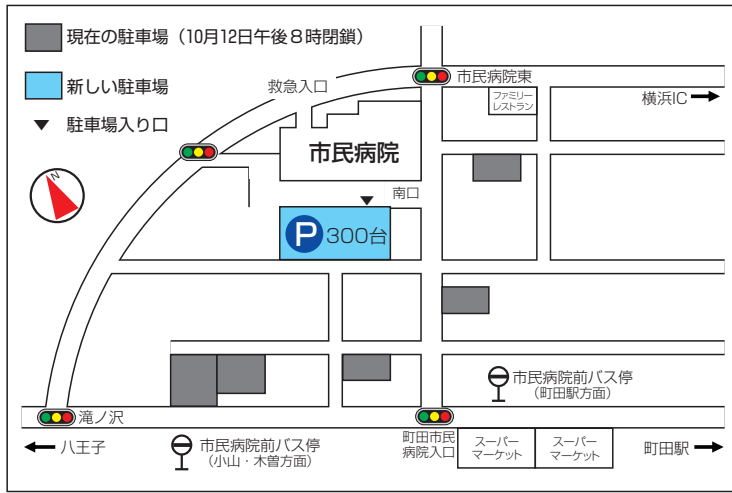 現在の駐車場（10月12日午後８時閉鎖）
新しい駐車場
駐車場入り口
N
救急入口
市民病院東
ファミリー
レストラン
横浜IC
市民病院
南口
P 300台
市民病院前バス停
（町田駅方面）
滝ノ沢
八王子
市民病院前バス停
（小山・木曽方面）
町田市民
病院入口
スーパー
マーケット
スーパー
マーケット
町田駅